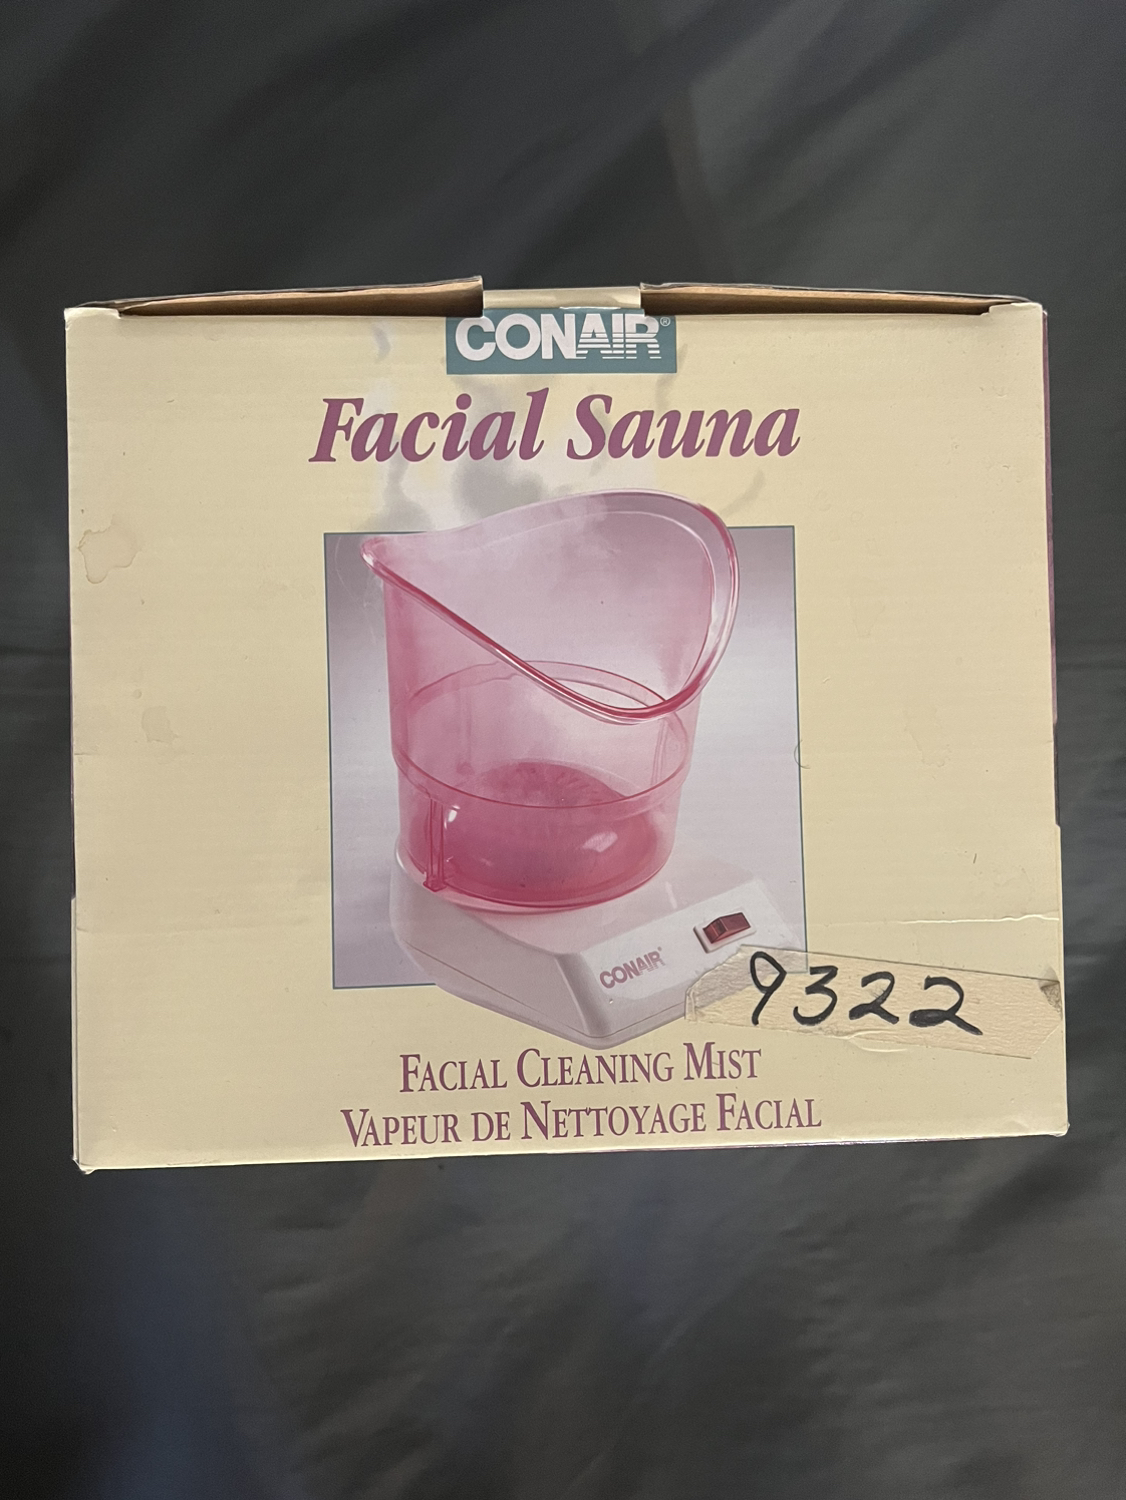 CONAIR®
Facial Sauna
CONAIR®
9322
FACIAL CLEANING MIST
VAPEUR DE NETTOYAGE FACIAL